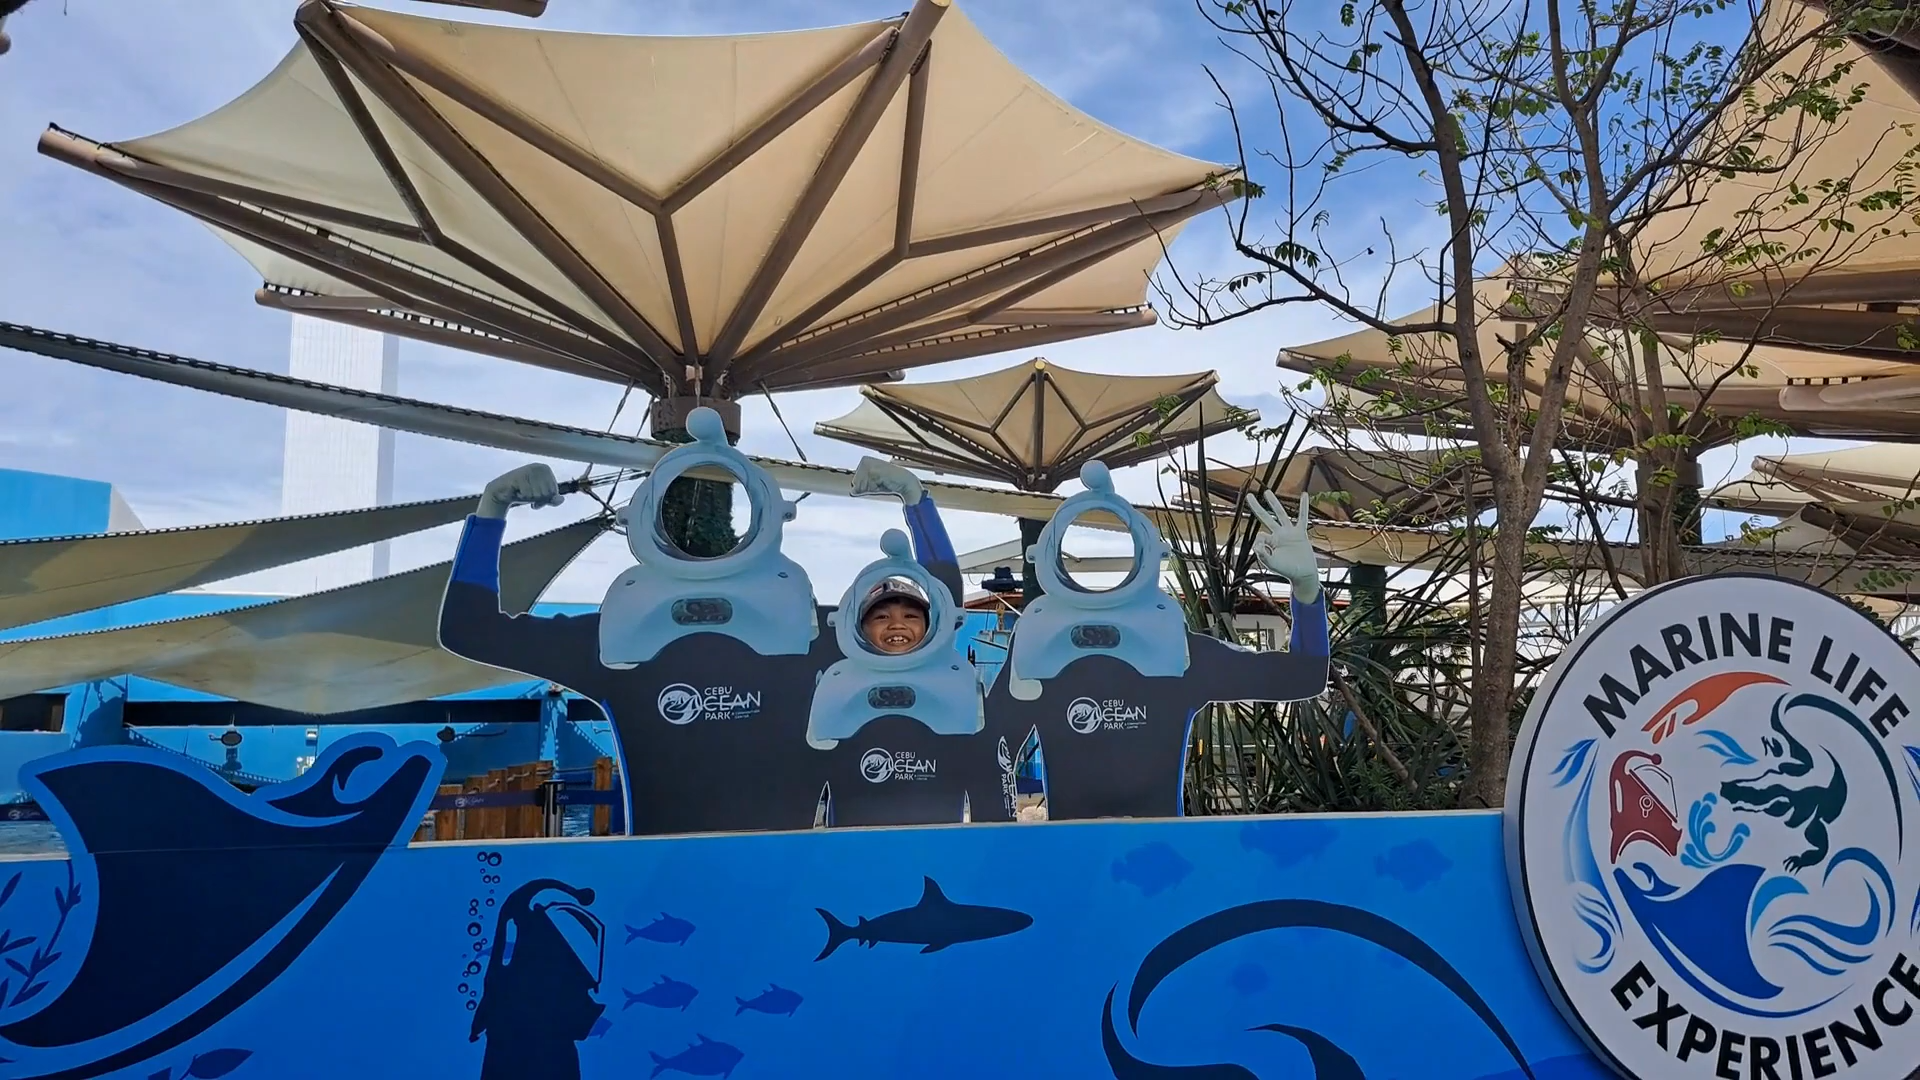 CEBU
OCEAN
PARK
CEBU
OCEAN
PARK
CEBU
OCEAN
PARK
MARINE LIFE
EXPERIENCE